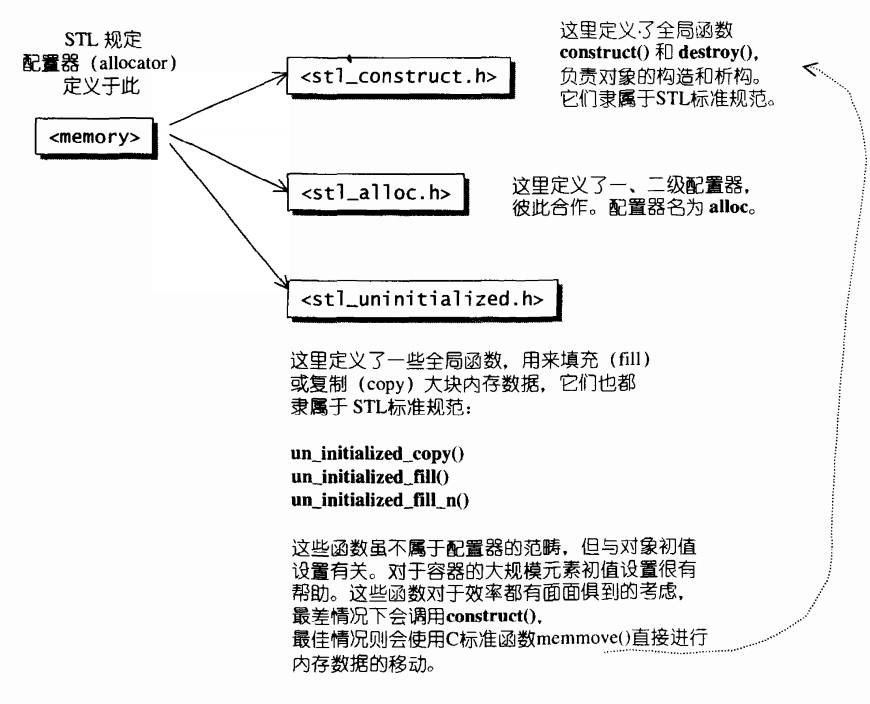 STL 规定
配置器（allocator）
定义于此
<memory>
<stl_construct.h>
这里定义了全局函数
construct() 和 destroy()，
负责对象的构造和析构。
它们隶属于STL标准规范。
<stl_alloc.h>
这里定义了一、二级配置器，
彼此合作。配置器名为 alloc。
<stl_uninitialized.h>
这里定义了一些全局函数，用来填充（fill）
或复制（copy）大块内存数据，它们也都
隶属于 STL标准规范：
un_initialized_copy()
un_initialized_fill()
un_initialized_fill_n()
这些函数虽不属于配置器的范畴，但与对象初值
设置有关。对于容器的大规模元素初值设置很有
帮助。这些函数对于效率都有面面俱到的考虑，
最差情况下会调用construct()，
最佳情况则会使用C标准函数memmove()直接进行
内存数据的移动。